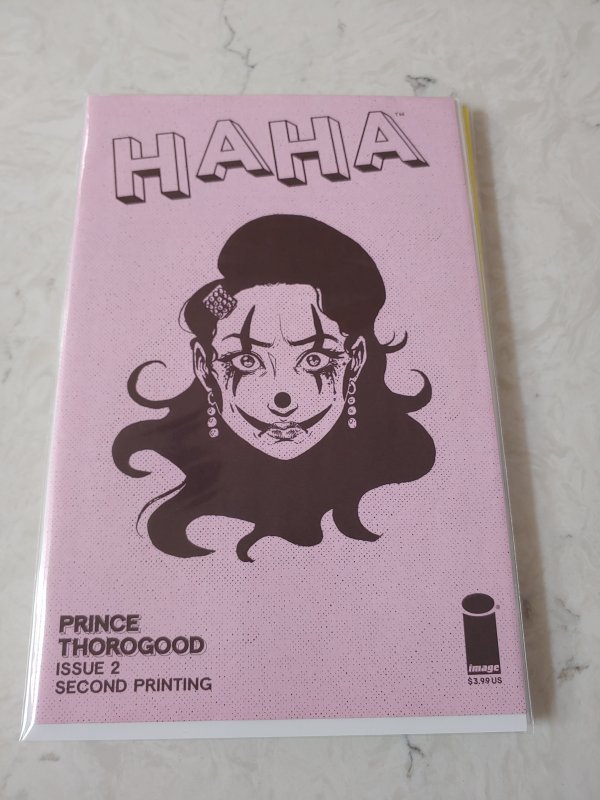 HAHA™
PRINCE
THOROGOOD
ISSUE 2
SECOND PRINTING
image
$3.99 US